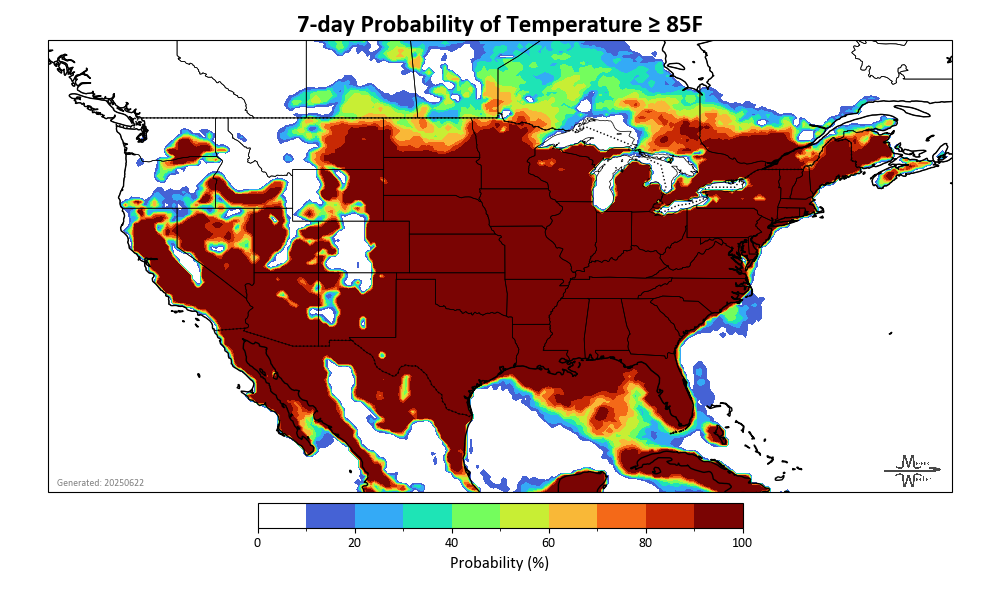 7-day Probability of Temperature ≥ 85F
Generated: 20250622
0 20 40 60 80 100
Probability (%)